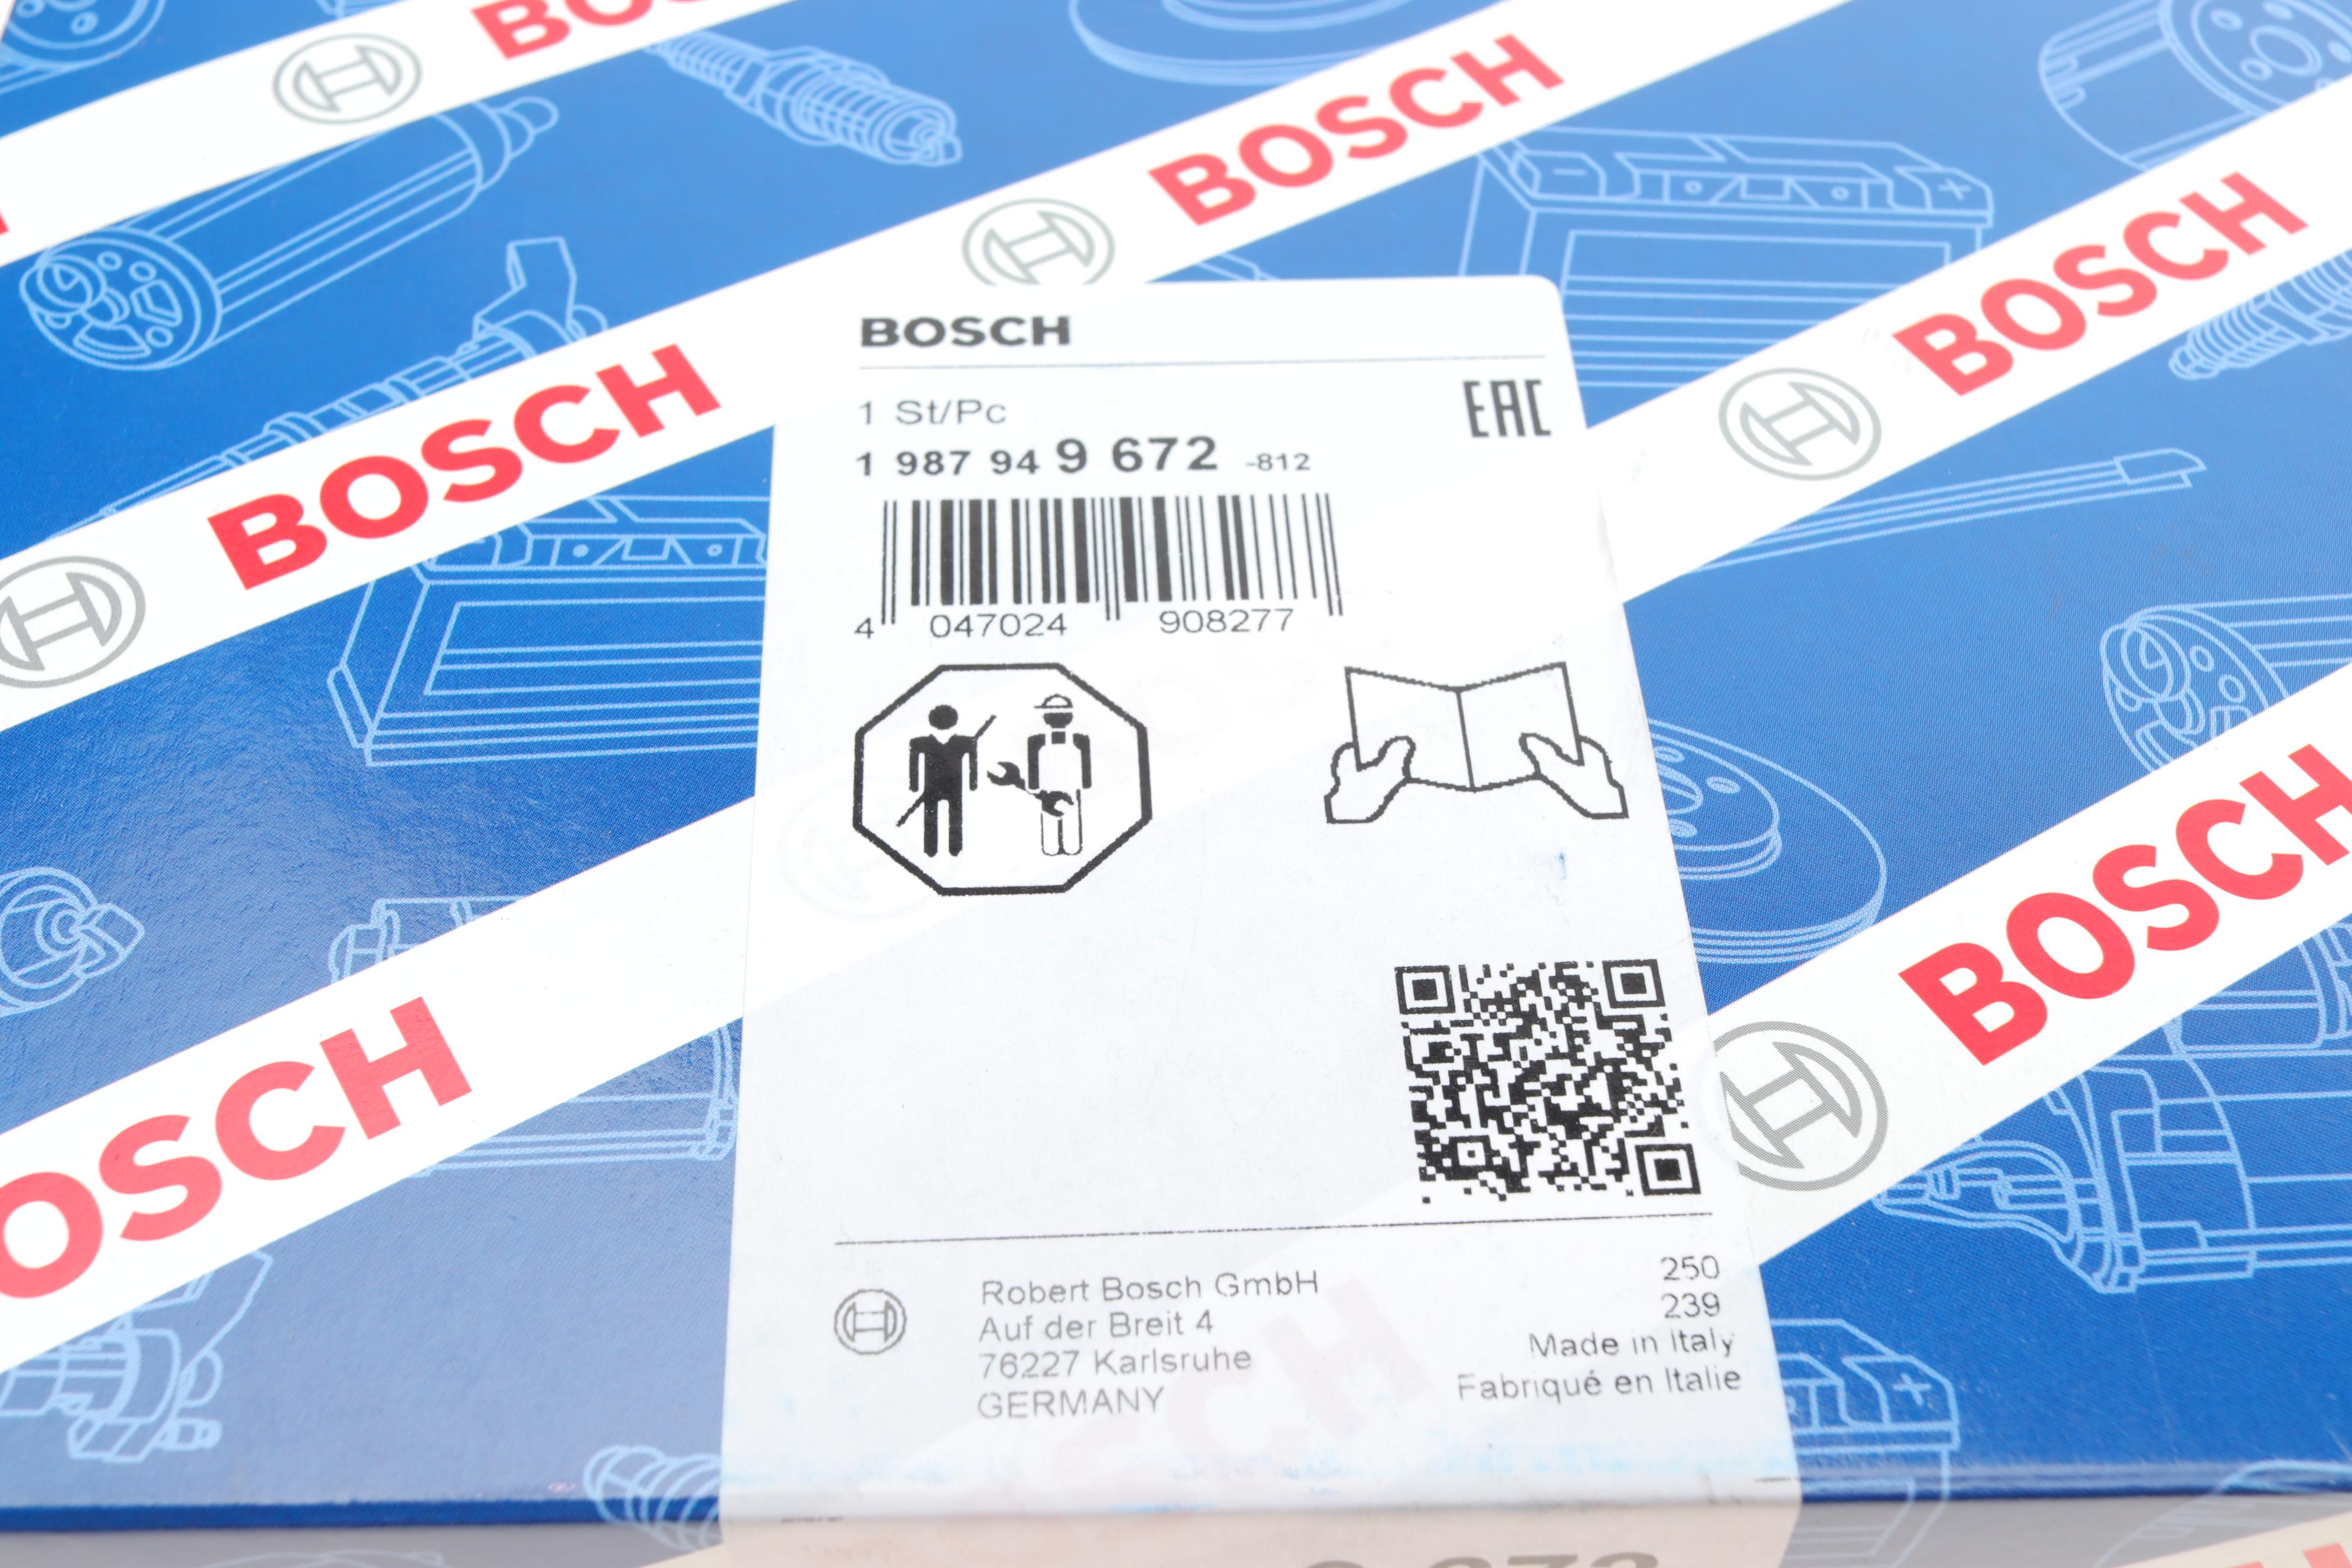 BOSCH
BOSCH
BOSCH
BOSCH
BOSCH
1 St/Pc
EAC
1 987 94 9 672 -812
4 047024 908277
BOSCH
OSCH
Robert Bosch GmbH
Auf der Breit 4
76227 Karlsruhe
GERMANY
250
239
Made in Italy
Fabriqué en Italie